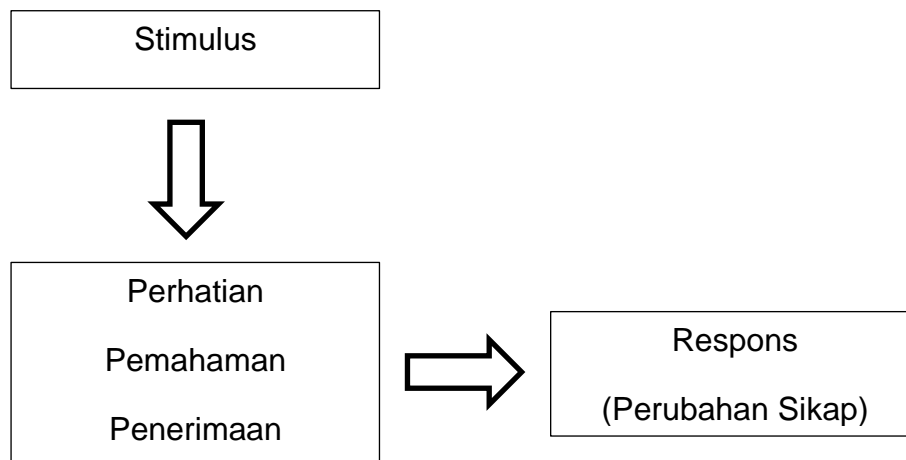 Stimulus
Perhatian
Pemahaman
Penerimaan
Respons
(Perubahan Sikap)